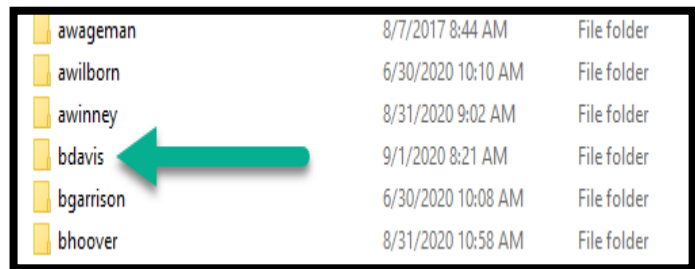 awageman 8/7/2017 8:44 AM File folder
awilborn 6/30/2020 10:10 AM File folder
awinney 8/31/2020 9:02 AM File folder
bdavis 9/1/2020 8:21 AM File folder
bgarrison 6/30/2020 10:08 AM File folder
bhoover 8/31/2020 10:58 AM File folder